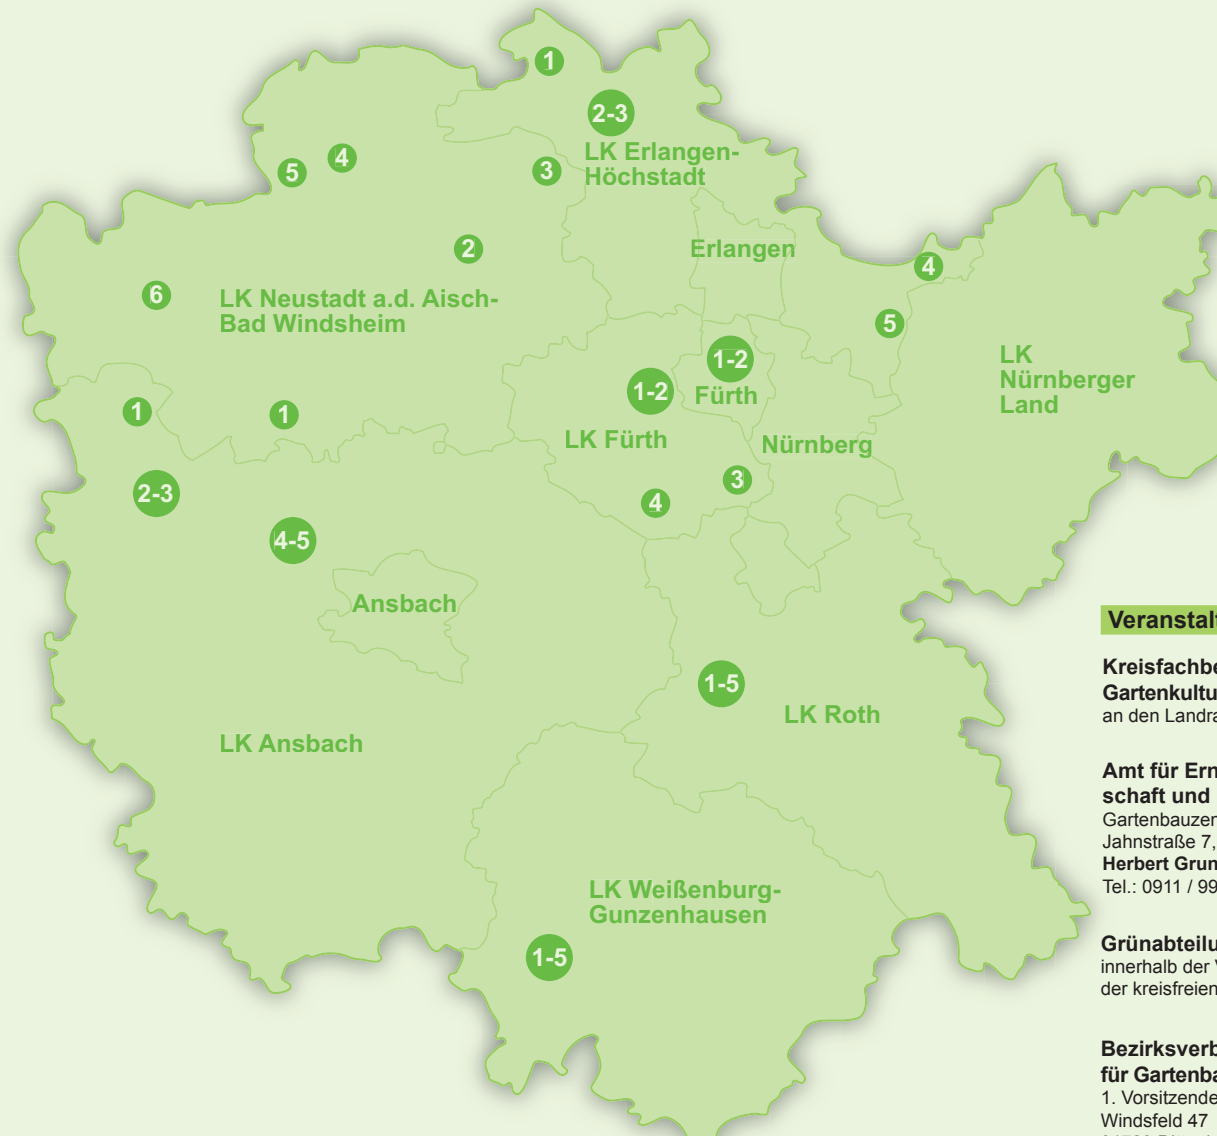 1
2-3
LK Erlangen-
Höchstadt
3
4
5
2
Erlangen
4
6
LK Neustadt a.d. Aisch-
Bad Windsheim
5
1-2
Fürth
LK
Nürnberger
Land
1-2
1
1
LK Fürth
Nürnberg
3
4
2-3
4-5
Ansbach
1-5
LK Roth
LK Ansbach
LK Weißenburg-
Gunzenhausen
1-5
an den
Gartenbauzen
Jahnstraße 7,
Herbert
Tel.: 0911 / 99
innerhalb der
der kreisfreien
1. Vorsitzende
Windsfeld 47